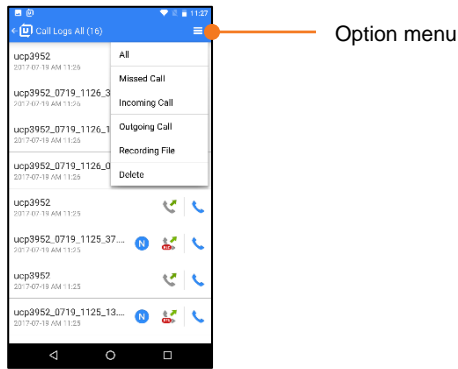 11:27
Call Logs All (16)
Option menu
ucp3952
2017-07-19 AM 11:26
All
ucp3952_0719_1126_3
2017-07-19 AM 11:26
Missed Call
Incoming Call
ucp3952_0719_1126_1
2017-07-19 AM 11:26
Outgoing Call
Recording File
ucp3952_0719_1126_0
2017-07-19 AM 11:26
Delete
ucp3952
2017-07-19 AM 11:25
ucp3952_0719_1125_37....
N
2017-07-19 AM 11:25
ucp3952
2017-07-19 AM 11:25
ucp3952_0719_1125_13....
N
2017-07-19 AM 11:25